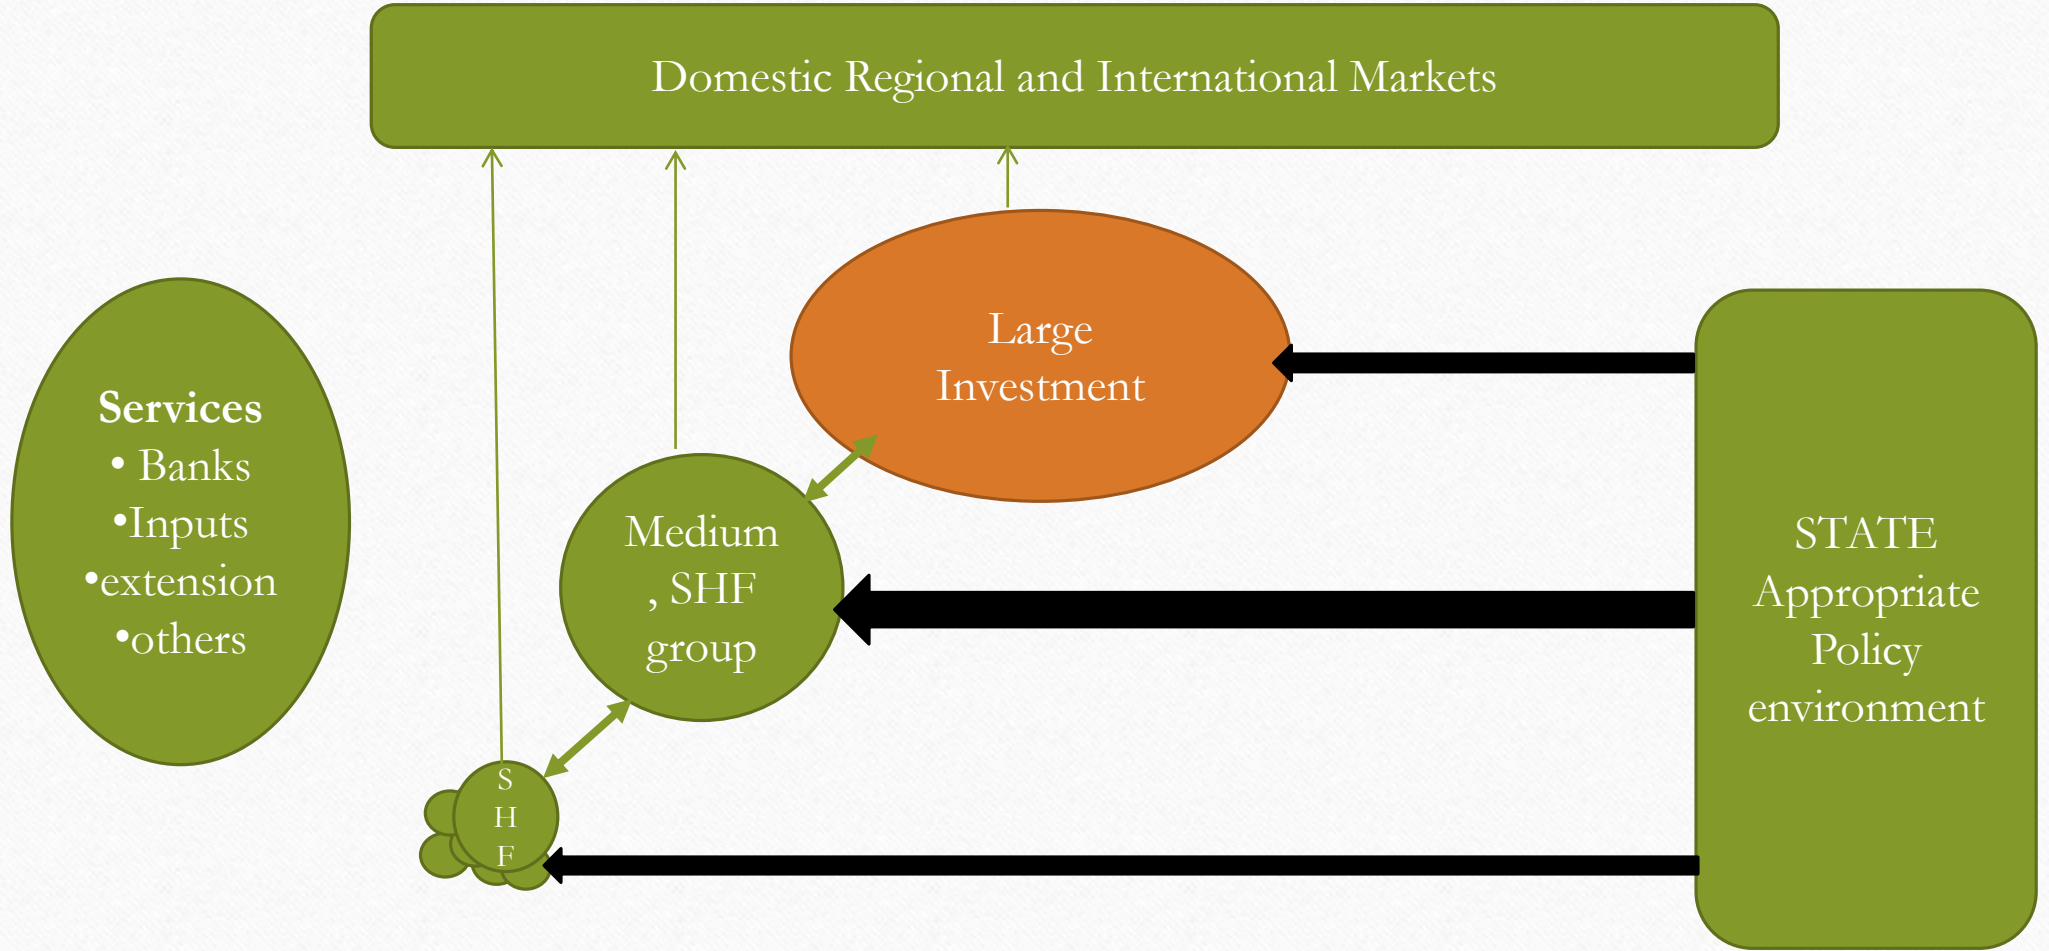 Domestic Regional and International Markets
Large
Investment
Services
• Banks
•Inputs
•extension
•others
Medium
, SHF
group
STATE
Appropriate
Policy
environment
S
H
F